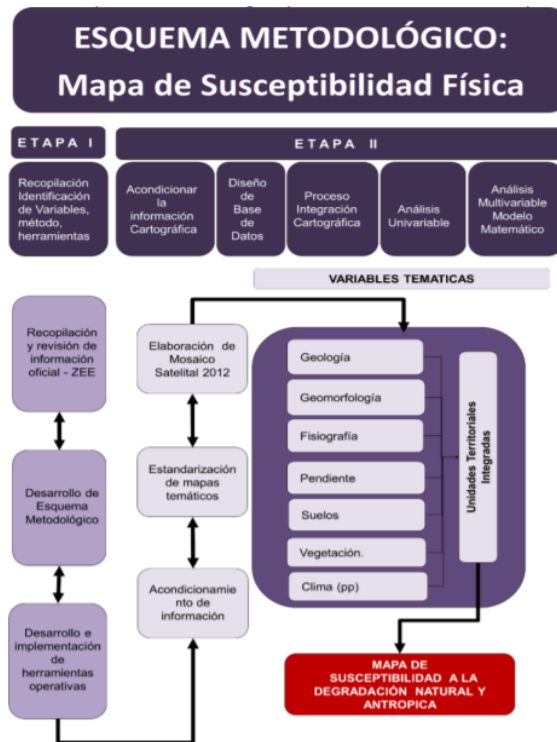 ESQUEMA METODOLÓGICO:
Mapa de Susceptibilidad Física
ETAPA I
ETAPA II
Recopilación
Identificación
de Variables,
método,
herramientas
Acondicionar
la
información
Cartográfica
Diseño
de
Base
de
Datos
Proceso
Integración
Cartográfica
Análisis
Univariable
Análisis
Multivariable
Modelo
Matemático
VARIABLES TEMATICAS
Recopilación
y revisión de
información
oficial - ZEE
Desarrollo de
Esquema
Metodológico
Desarrollo e
implementación
de
herramientas
operativas
Elaboración de
Mosaico
Satelital 2012
Estandarización
de mapas
temáticos
Acondicionamie
nto de
información
Geología
Geomorfología
Fisiografía
Pendiente
Suelos
Vegetación.
Clima (pp)
Unidades Territoriales
Integradas
MAPA DE
SUSCEPTIBILIDAD A LA
DEGRADACIÓN NATURAL Y
ANTROPICA